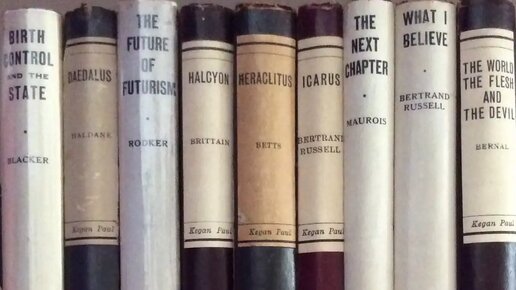 BIRTH
CONTROL
AND THE
STATE
BLACKER
DAEDALUS
HALDANE
Kegan Paul
THE
FUTURE
OF
FUTURISM
RODKER
HALCYON
BRITTAIN
Kegan Paul
HERACLITUS
BETTS
Kegan Paul
ICARUS
BERTRAND
RUSSELL
Kegan Paul
THE
NEXT
CHAPTER
MAUROIS
WHAT I
BELIEVE
BERTRAND
RUSSELL
THE WORLD
THE FLESH
AND
THE DEVIL
BERNAL
Kegan Paul